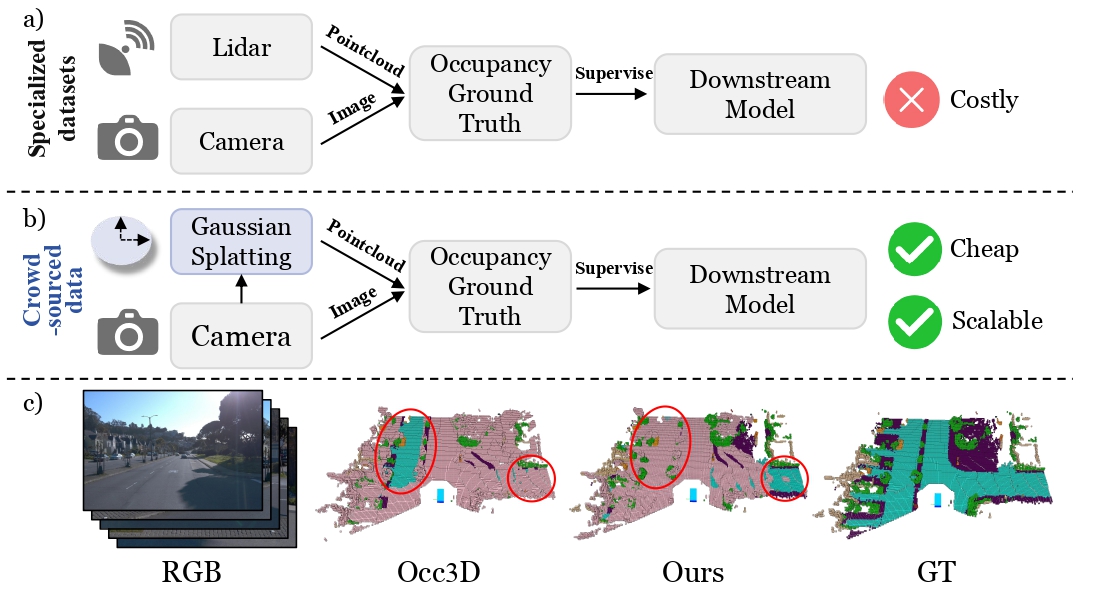 a)
Specialized
datasets
Lidar
Camera
Pointcloud
Image
Occupancy
Ground
Truth
Supervise
Downstream
Model
Costly
b)
Crowd
-sourced
data
Gaussian
Splatting
Camera
Pointcloud
Image
Occupancy
Ground
Truth
Supervise
Downstream
Model
Cheap
Scalable
c)
RGB
Occ3D
Ours
GT